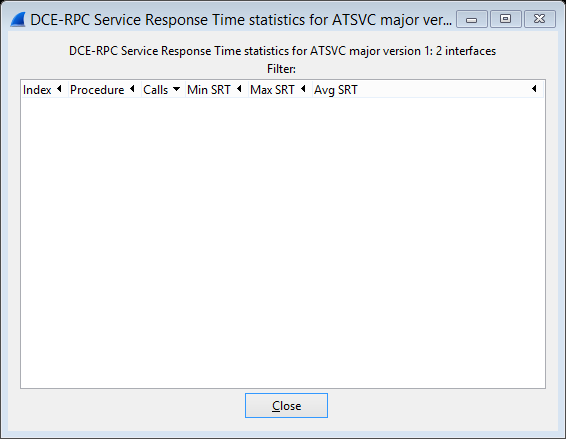 DCE-RPC Service Response Time statistics for ATSVC major ver...
DCE-RPC Service Response Time statistics for ATSVC major version 1: 2 interfaces
Filter:
Index Procedure Calls Min SRT Max SRT Avg SRT
Close